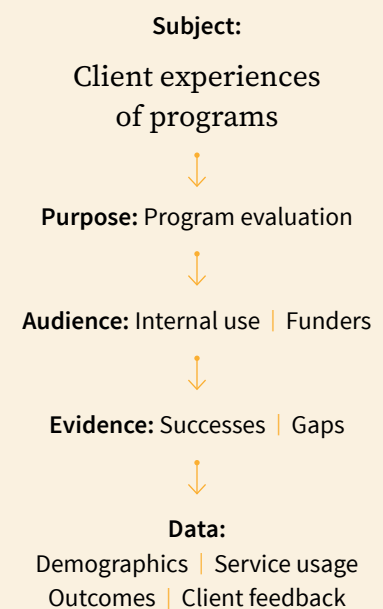 Subject:
Client experiences
of programs
Purpose: Program evaluation
Audience: Internal use | Funders
Evidence: Successes | Gaps
Data:
Demographics | Service usage
Outcomes | Client feedback